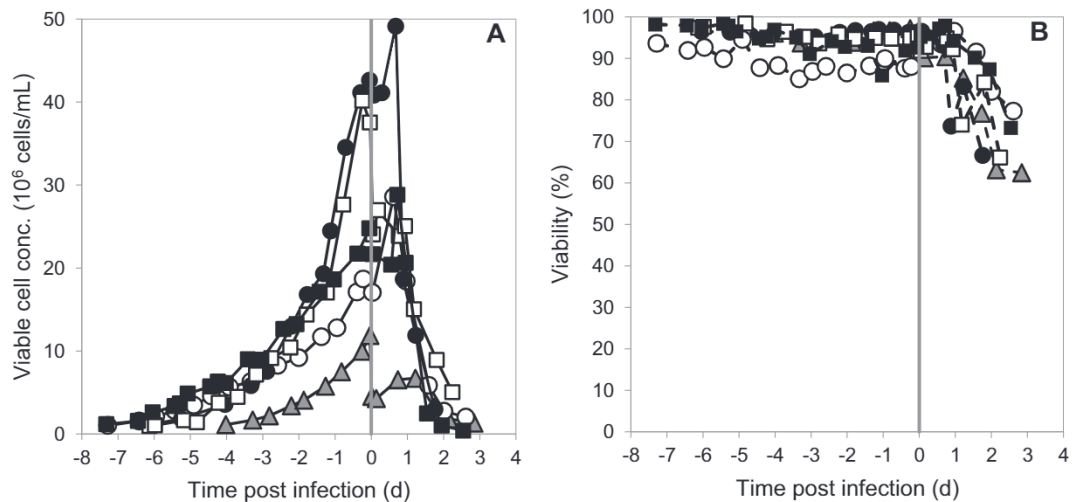 A
Viable cell conc. (10⁶ cells/mL)
50
40
30
20
10
0
-8 -7 -6 -5 -4 -3 -2 -1 0 1 2 3 4
Time post infection (d)
B
Viability (%)
100
90
80
70
60
50
40
30
20
10
0
-8 -7 -6 -5 -4 -3 -2 -1 0 1 2 3 4
Time post infection (d)